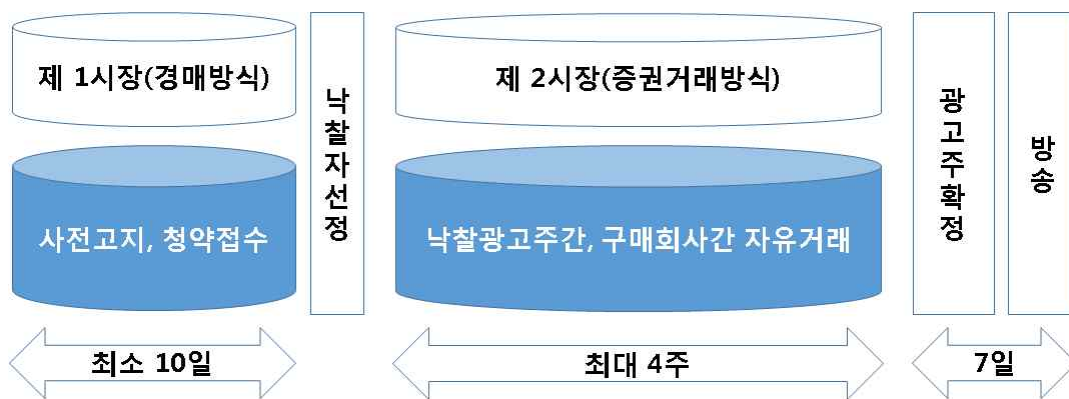 제 1시장(경매방식)
사전고지, 청약접수
최소 10일
낙찰자선정
제 2시장(증권거래방식)
낙찰광고주간, 구매회사간 자유거래
최대 4주
광고주확정
방송
7일